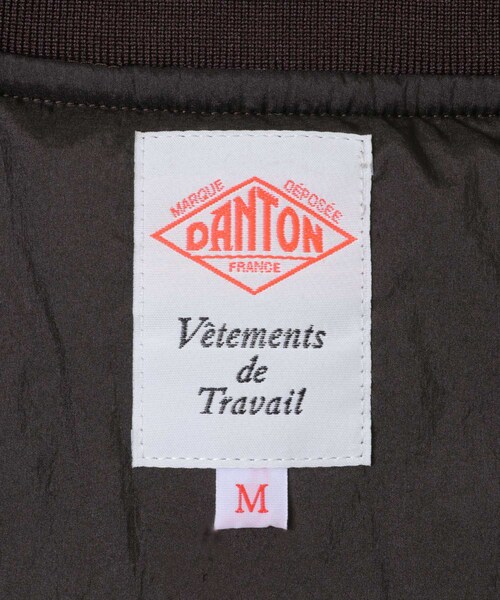 MARQUE DÉPOSÉE
DANTON
FRANCE
Vêtements
de
Travail
M